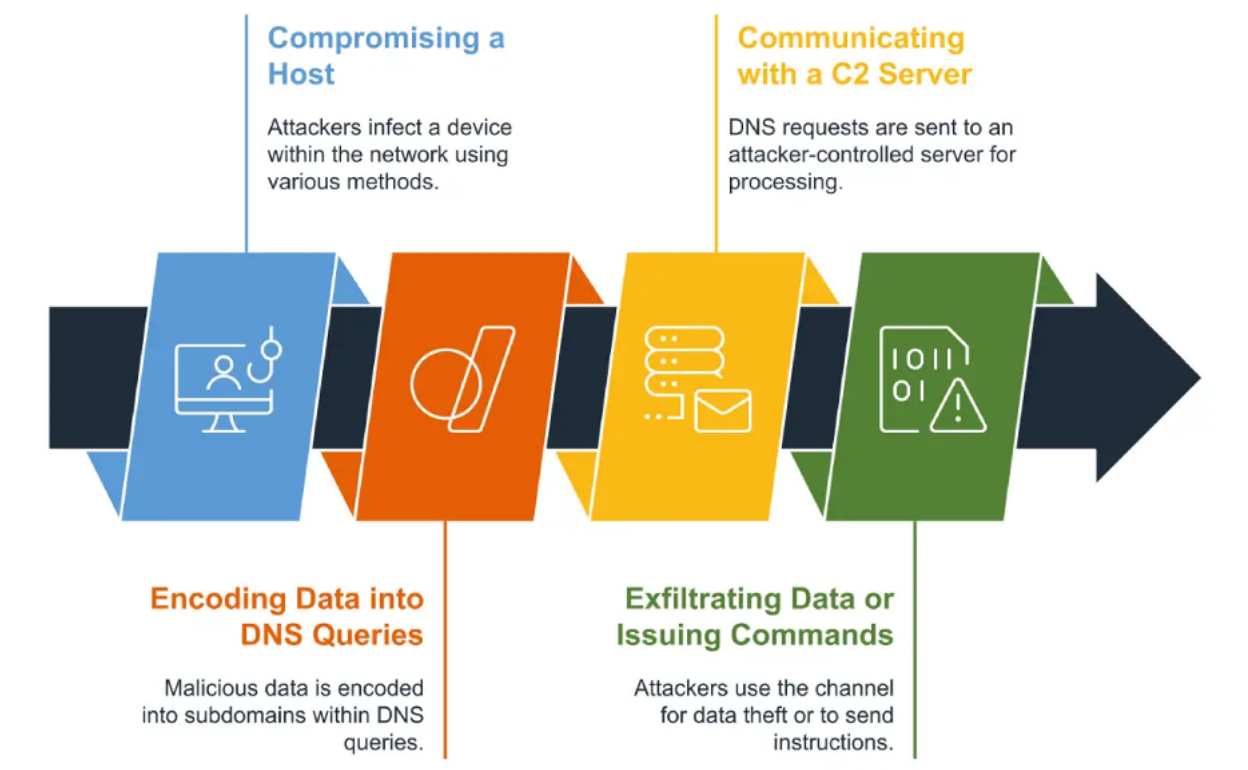 Compromising a
Host
Attackers infect a device
within the network using
various methods.
Communicating
with a C2 Server
DNS requests are sent to an
attacker-controlled server for
processing.
1011
01
Encoding Data into
DNS Queries
Malicious data is encoded
into subdomains within DNS
queries.
Exfiltrating Data or
Issuing Commands
Attackers use the channel
for data theft or to send
instructions.